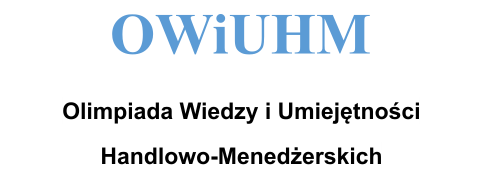 OWiUHM
Olimpiada Wiedzy i Umiejętności
Handlowo-Menedżerskich